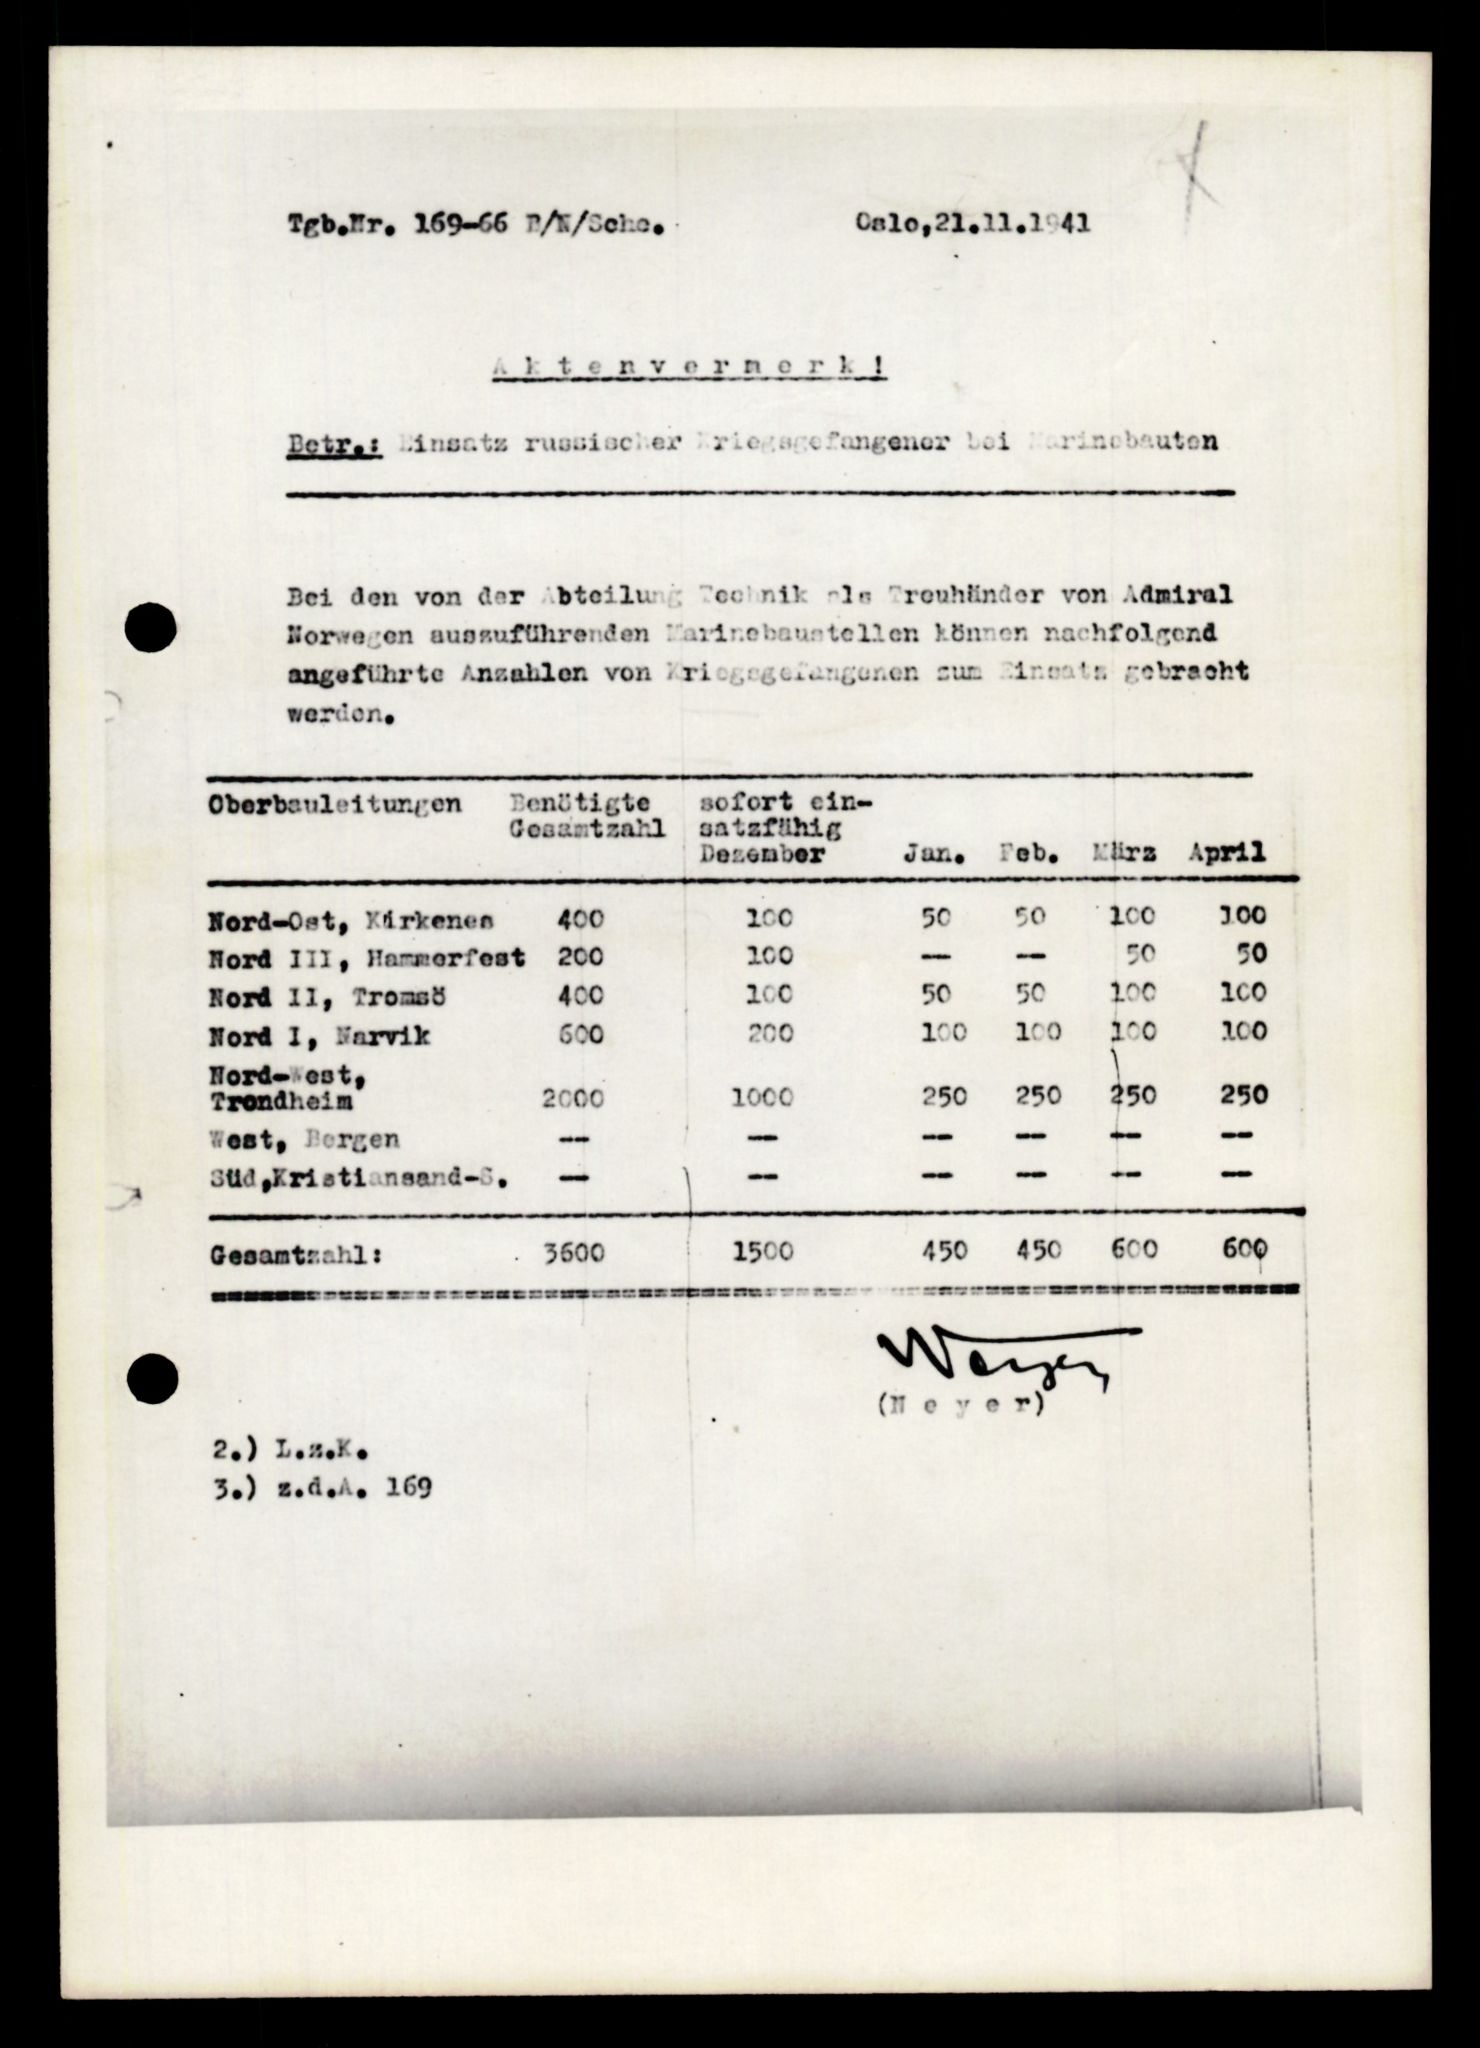 Tgb.Nr. 169-66 B/N/Scho. Oslo,21.11.1941
A k t e n v e r m e r k !
Betr.: Einsatz russischer Kriegsgefangener bei Marinebauten
Bei den von der Abteilung Technik als Treuhänder von Admiral
Norwegen auszuführenden Marinebaustellen können nachfolgend
angeführte Anzahlen von Kriegsgefangenen zum Einsatz gebracht
werden.
Oberbauleitungen Benötigte sofort ein-
Gesamtzahl satzfähig
Dezember Jan. Feb. März April
Nord-Ost, Kirkenes 400 100 50 50 100 100
Nord III, Hammerfest 200 100 -- -- 50 50
Nord II, Tromsö 400 100 50 50 100 100
Nord I, Narvik 600 200 100 100 100 100
Nord-West,
Trondheim 2000 1000 250 250 250 250
West, Bergen -- -- -- -- -- --
Süd,Kristiansand-S. -- -- -- -- -- --
Gesamtzahl: 3600 1500 450 450 600 600
(N e y e r)
2.) L.z.K.
3.) z.d.A. 169